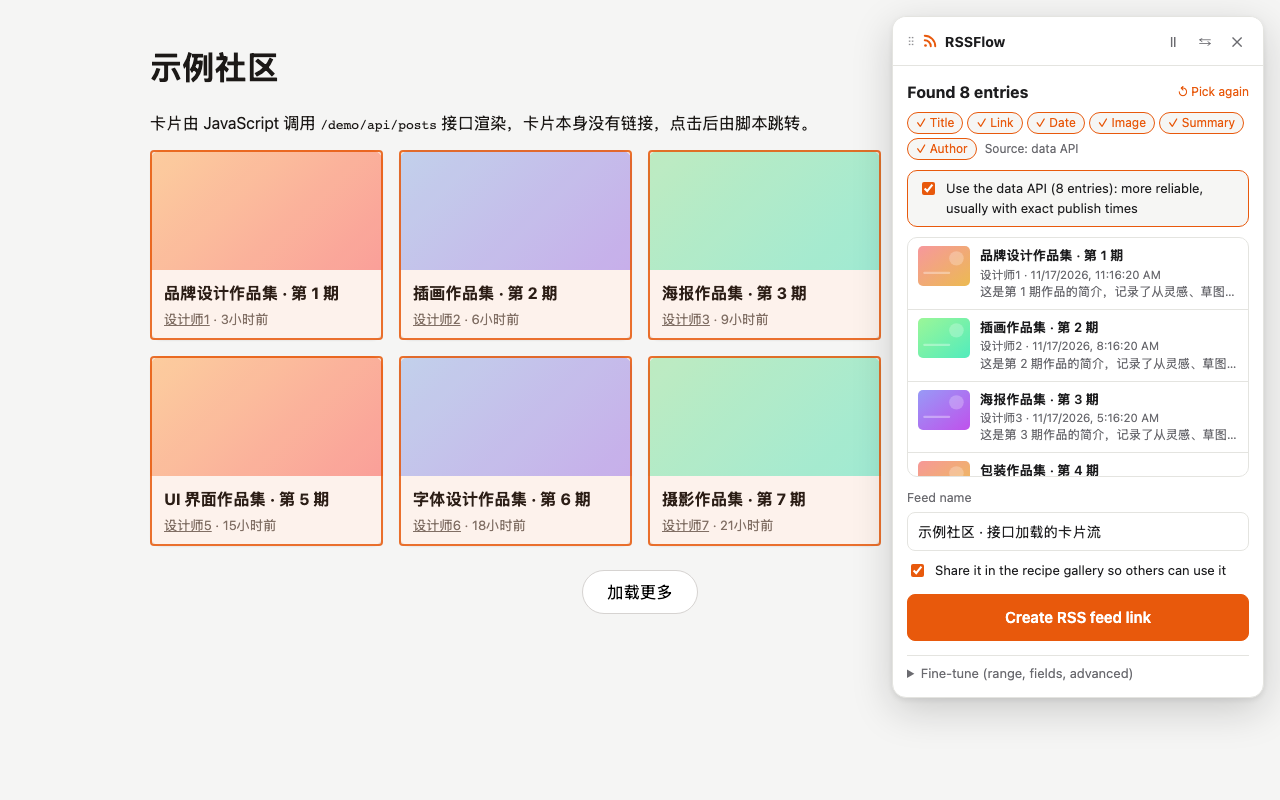 示例社区
卡片由 JavaScript 调用 /demo/api/posts 接口渲染，卡片本身没有链接，点击后由脚本跳转。
品牌设计作品集 · 第 1 期
设计师1 · 3小时前
插画作品集 · 第 2 期
设计师2 · 6小时前
海报作品集 · 第 3 期
设计师3 · 9小时前
UI 界面作品集 · 第 5 期
设计师5 · 15小时前
字体设计作品集 · 第 6 期
设计师6 · 18小时前
摄影作品集 · 第 7 期
设计师7 · 21小时前
加载更多
RSSFlow
Found 8 entries
Pick again
✓ Title ✓ Link ✓ Date ✓ Image ✓ Summary
✓ Author Source: data API
Use the data API (8 entries): more reliable,
usually with exact publish times
品牌设计作品集 · 第 1 期
设计师1 · 11/17/2026, 11:16:20 AM
这是第 1 期作品的简介，记录了从灵感、草图...
插画作品集 · 第 2 期
设计师2 · 11/17/2026, 8:16:20 AM
这是第 2 期作品的简介，记录了从灵感、草图...
海报作品集 · 第 3 期
设计师3 · 11/17/2026, 5:16:20 AM
这是第 3 期作品的简介，记录了从灵感、草图...
包装作品集 · 第 4 期
Feed name
示例社区 · 接口加载的卡片流
Share it in the recipe gallery so others can use it
Create RSS feed link
Fine-tune (range, fields, advanced)